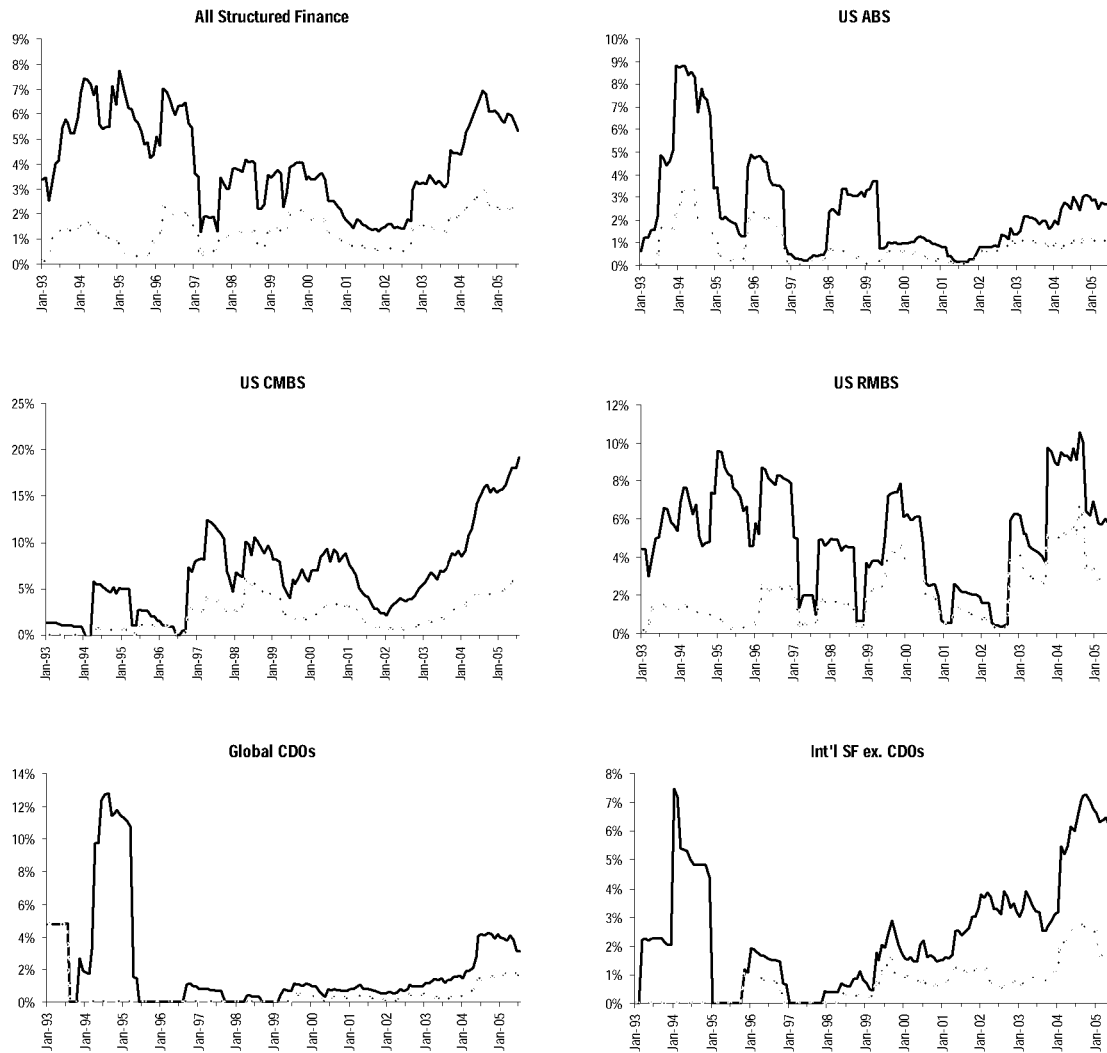 All Structured Finance
9%
8%
7%
6%
5%
4%
3%
2%
1%
0%
Jan-93
Jan-94
Jan-95
Jan-96
Jan-97
Jan-98
Jan-99
Jan-00
Jan-01
Jan-02
Jan-03
Jan-04
Jan-05
US ABS
10%
9%
8%
7%
6%
5%
4%
3%
2%
1%
0%
Jan-93
Jan-94
Jan-95
Jan-96
Jan-97
Jan-98
Jan-99
Jan-00
Jan-01
Jan-02
Jan-03
Jan-04
Jan-05
US CMBS
25%
20%
15%
10%
5%
0%
Jan-93
Jan-94
Jan-95
Jan-96
Jan-97
Jan-98
Jan-99
Jan-00
Jan-01
Jan-02
Jan-03
Jan-04
Jan-05
US RMBS
12%
10%
8%
6%
4%
2%
0%
Jan-93
Jan-94
Jan-95
Jan-96
Jan-97
Jan-98
Jan-99
Jan-00
Jan-01
Jan-02
Jan-03
Jan-04
Jan-05
Global CDOs
14%
12%
10%
8%
6%
4%
2%
0%
Jan-93
Jan-94
Jan-95
Jan-96
Jan-97
Jan-98
Jan-99
Jan-00
Jan-01
Jan-02
Jan-03
Jan-04
Jan-05
Int'l SF ex. CDOs
8%
7%
6%
5%
4%
3%
2%
1%
0%
Jan-93
Jan-94
Jan-95
Jan-96
Jan-97
Jan-98
Jan-99
Jan-00
Jan-01
Jan-02
Jan-03
Jan-04
Jan-05